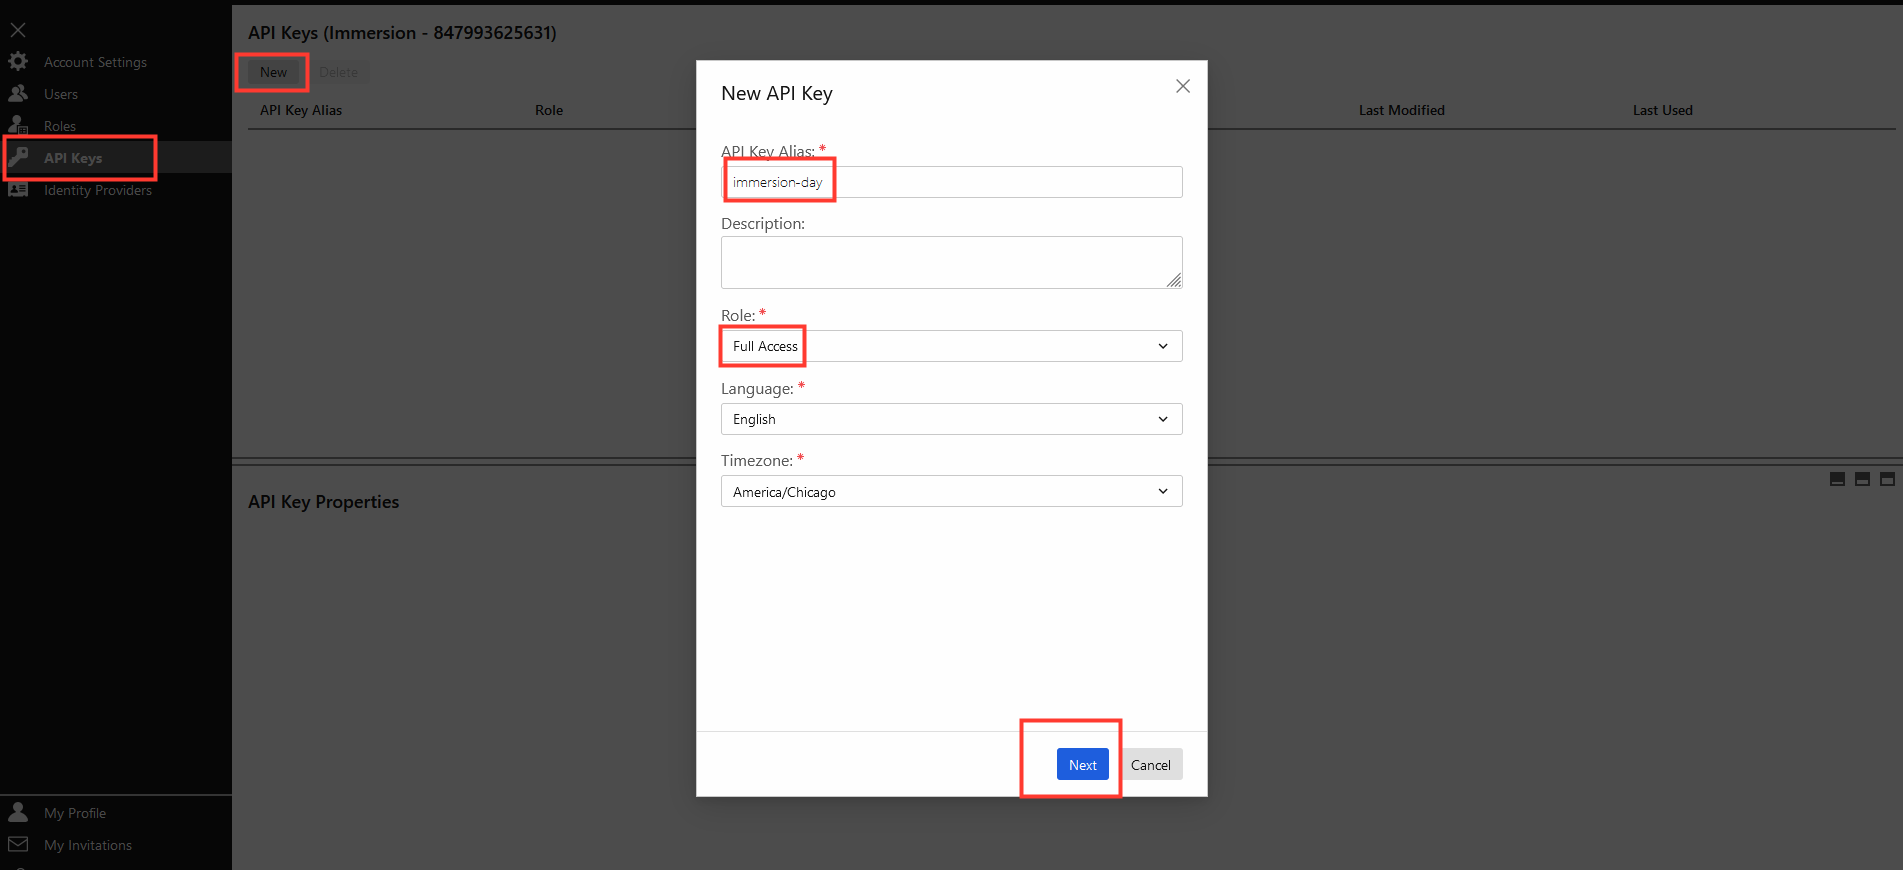 API Keys (Immersion - 847993625631)
Account Settings
Users
Roles
API Keys
Identity Providers
New Delete
API Key Alias Role Last Modified Last Used
New API Key
API Key Alias: *
immersion-day
Description:
Role: *
Full Access
Language: *
English
Timezone: *
America/Chicago
Next Cancel
API Key Properties
My Profile
My Invitations